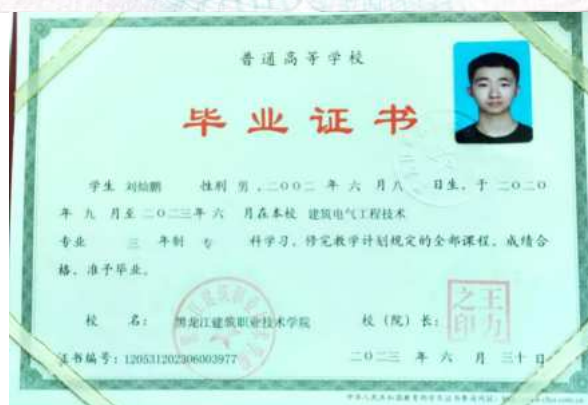 普通高等学校
毕业证书
学生 刘灿鹏 性别 男，二〇〇二 年 六 月 八 日生，于 二〇二〇
年 九 月至 二〇二三年 六 月在本校 建筑电气工程技术
专业 三 年制 专 科学习，修完教学计划规定的全部课程，成绩合
格，准予毕业。
校 名： 黑龙江建筑职业技术学院 校（院）长： 王力之印
证书编号：120531202306003977 二〇二三 年 六 月 三十 日